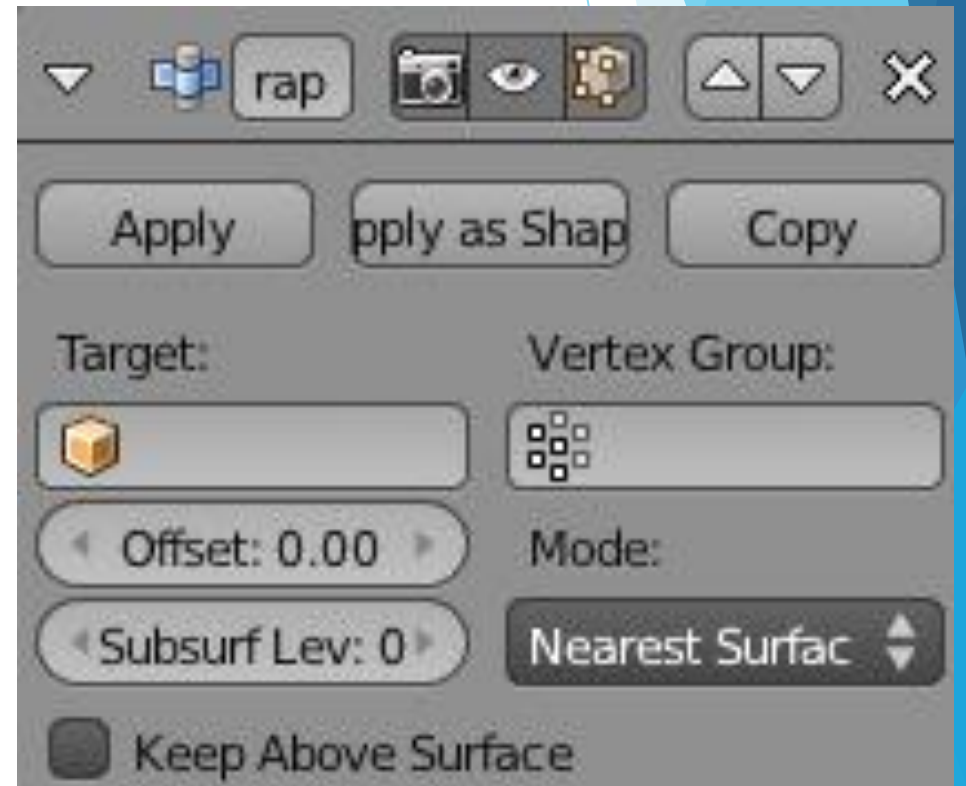 rap
Apply pply as Shap Copy
Target: Vertex Group:
Offset: 0.00 Mode:
Subsurf Lev: 0 Nearest Surfac
Keep Above Surface